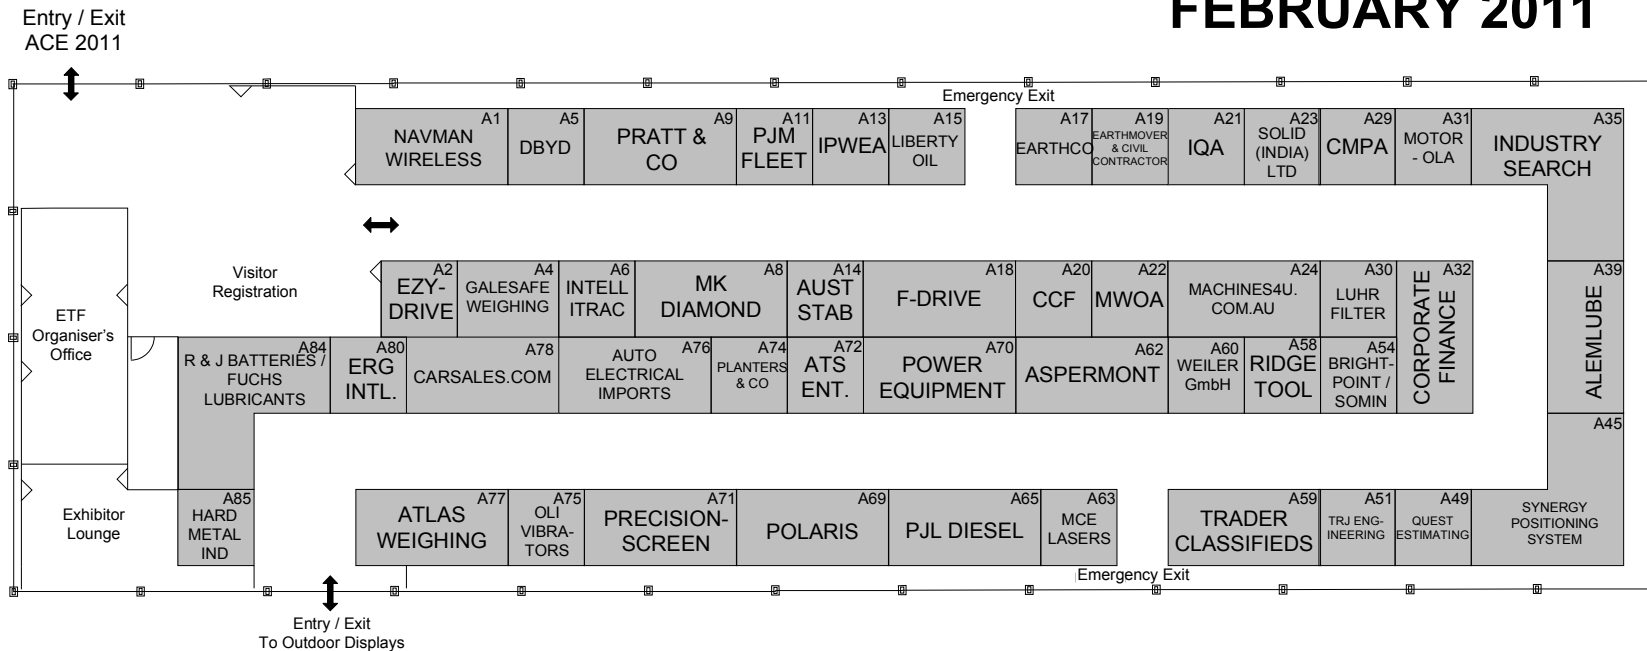 FEBRUARY 2011
Entry / Exit
ACE 2011
Emergency Exit
A1
NAVMAN
WIRELESS
A5
DBYD
A9
PRATT &
CO
A11
PJM
FLEET
A13
IPWEA
A15
LIBERTY
OIL
A17
EARTHCO
A19
EARTHMOVER
& CIVIL
CONTRACTOR
A21
IQA
A23
SOLID
(INDIA)
LTD
A29
CMPA
A31
MOTOR
- OLA
A35
INDUSTRY
SEARCH
Visitor
Registration
A2
EZY-
DRIVE
A4
GALESAFE
WEIGHING
A6
INTELL
ITRAC
A8
MK
DIAMOND
A14
AUST
STAB
A18
F-DRIVE
A20
CCF
A22
MWOA
A24
MACHINES4U.
COM.AU
A30
LUHR
FILTER
A32
CORPORATE
FINANCE
A39
ALEMLUBE
ETF
Organiser's
Office
A84
R & J BATTERIES /
FUCHS
LUBRICANTS
A80
ERG
INTL.
A78
CARSALES.COM
A76
AUTO
ELECTRICAL
IMPORTS
A74
PLANTERS
& CO
A72
ATS
ENT.
A70
POWER
EQUIPMENT
A62
ASPERMONT
A60
WEILER
GmbH
A58
RIDGE
TOOL
A54
BRIGHT-
POINT /
SOMIN
A45
SYNERGY
POSITIONING
SYSTEM
Exhibitor
Lounge
A85
HARD
METAL
IND
A77
ATLAS
WEIGHING
A75
OLI
VIBRA-
TORS
A71
PRECISION-
SCREEN
A69
POLARIS
A65
PJL DIESEL
A63
MCE
LASERS
A59
TRADER
CLASSIFIEDS
A51
TRJ ENG-
INEERING
A49
QUEST
ESTIMATING
Emergency Exit
Entry / Exit
To Outdoor Displays